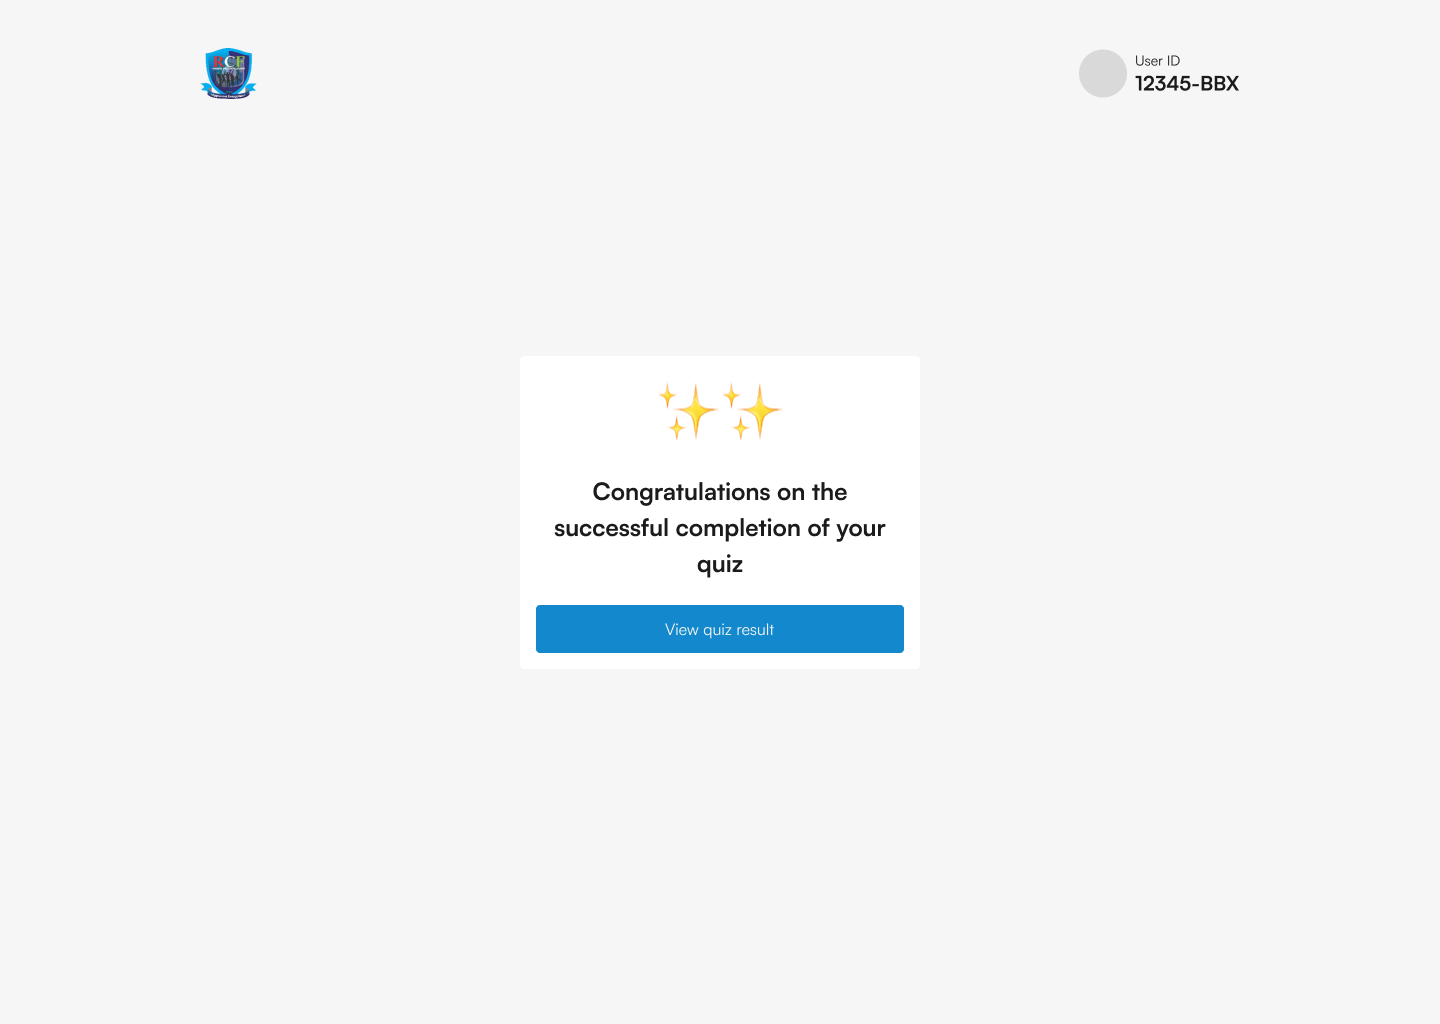 RCF
User ID
12345-BBX
Congratulations on the
successful completion of your
quiz
View quiz result